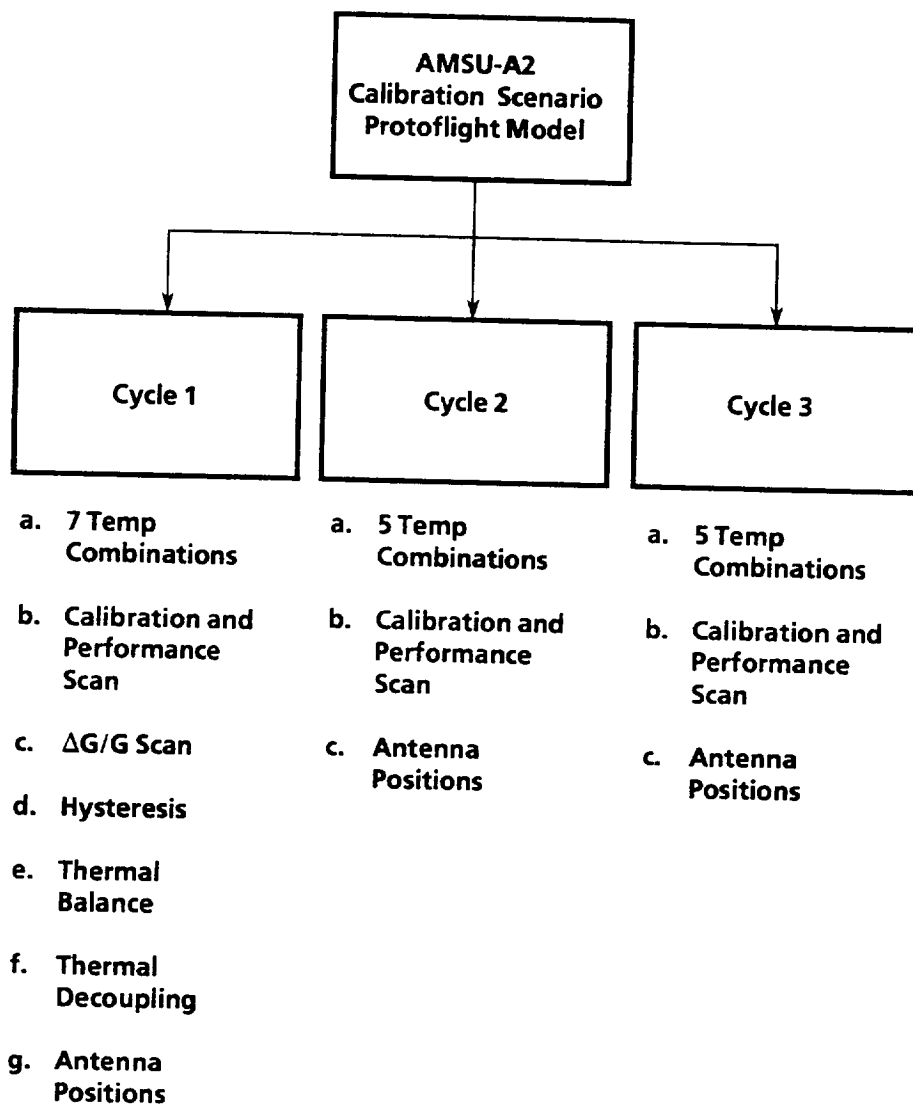 AMSU-A2
Calibration Scenario
Protoflight Model
Cycle 1
Cycle 2
Cycle 3
a. 7 Temp
Combinations
b. Calibration and
Performance
Scan
c. ΔG/G Scan
d. Hysteresis
e. Thermal
Balance
f. Thermal
Decoupling
g. Antenna
Positions
a. 5 Temp
Combinations
b. Calibration and
Performance
Scan
c. Antenna
Positions
a. 5 Temp
Combinations
b. Calibration and
Performance
Scan
c. Antenna
Positions